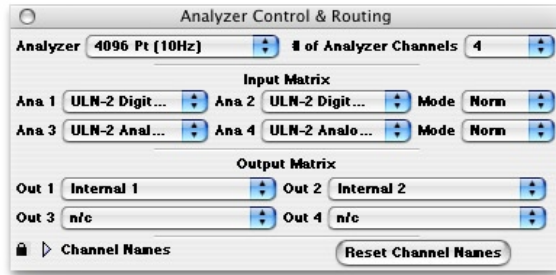 Analyzer Control & Routing
Analyzer 4096 Pt (10Hz) # of Analyzer Channels 4
Input Matrix
Ana 1 ULN-2 Digit... Ana 2 ULN-2 Digit... Mode Norm
Ana 3 ULN-2 Anal... Ana 4 ULN-2 Analo... Mode Norm
Output Matrix
Out 1 Internal 1 Out 2 Internal 2
Out 3 n/c Out 4 n/c
Channel Names Reset Channel Names